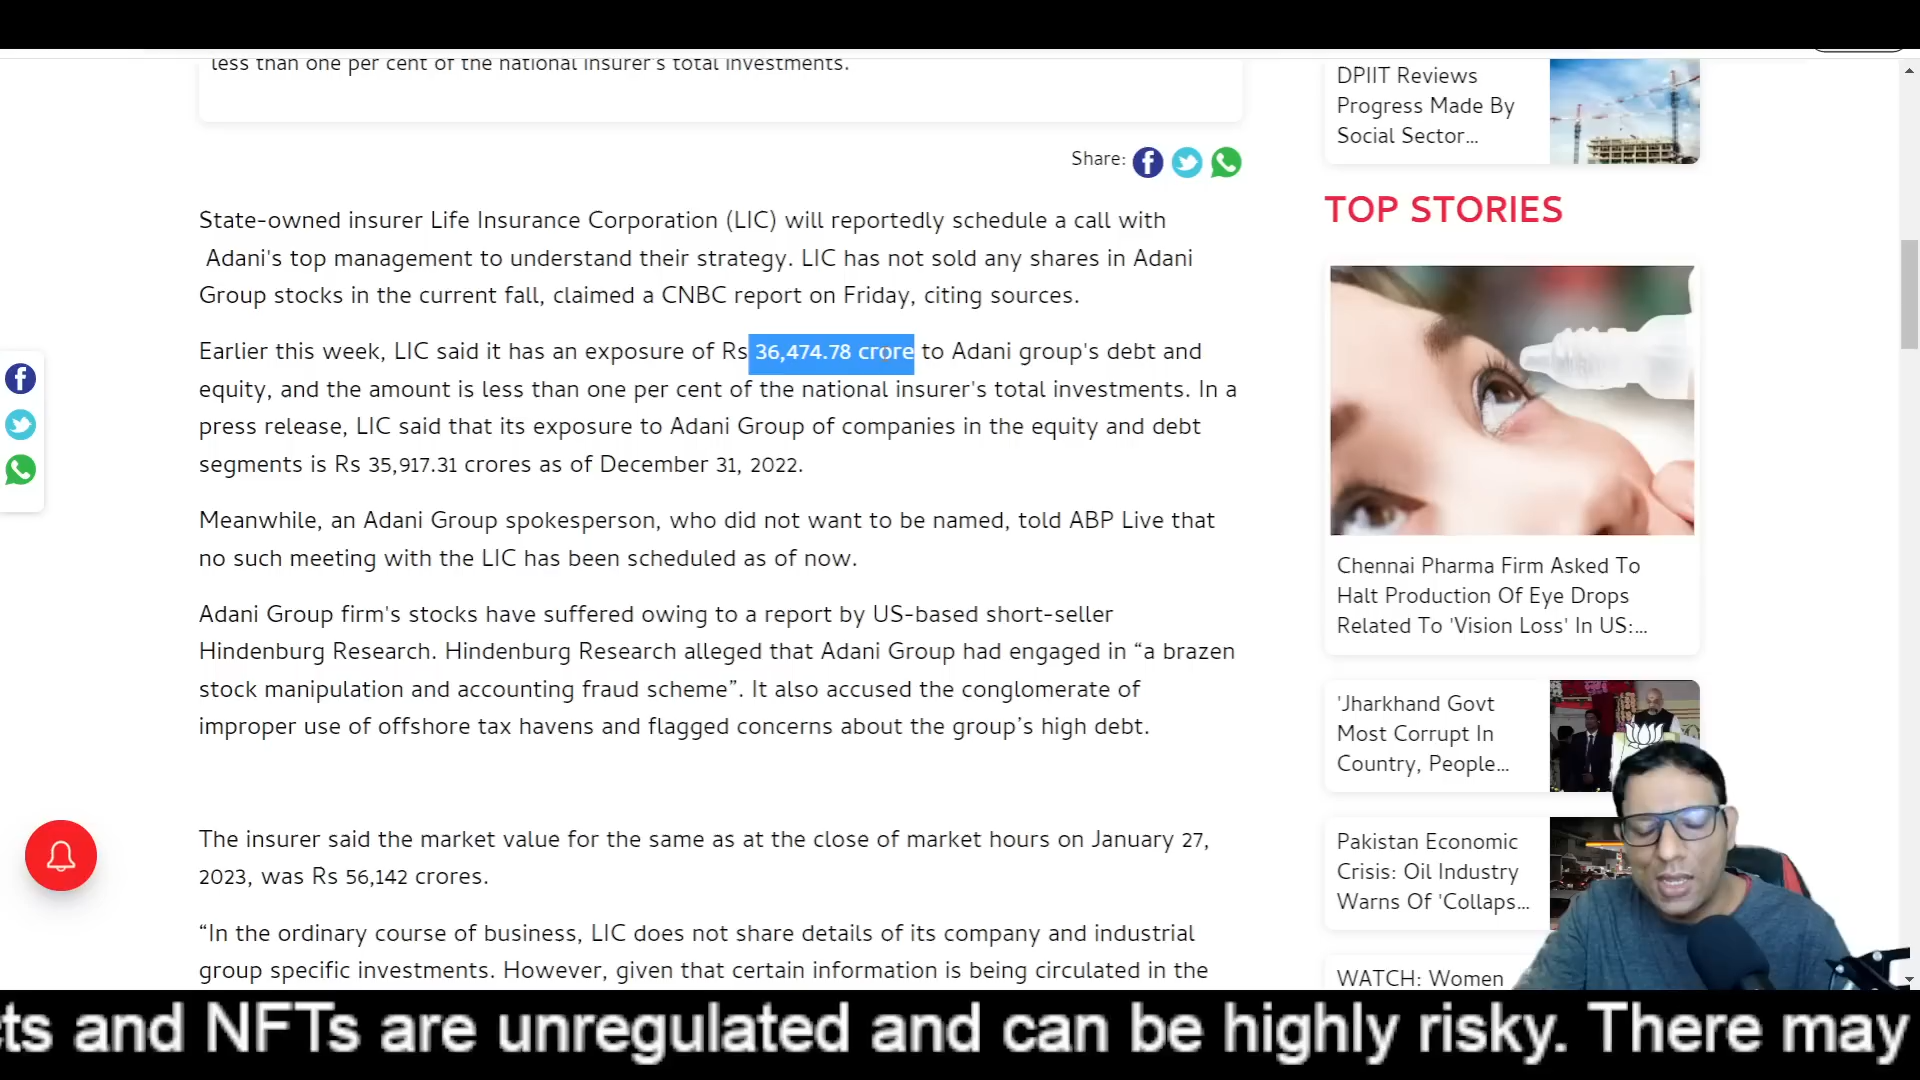 less than one per cent of the national insurer's total investments.
Share:
State-owned insurer Life Insurance Corporation (LIC) will reportedly schedule a call with
Adani's top management to understand their strategy. LIC has not sold any shares in Adani
Group stocks in the current fall, claimed a CNBC report on Friday, citing sources.
Earlier this week, LIC said it has an exposure of Rs 36,474.78 crore to Adani group's debt and
equity, and the amount is less than one per cent of the national insurer's total investments. In a
press release, LIC said that its exposure to Adani Group of companies in the equity and debt
segments is Rs 35,917.31 crores as of December 31, 2022.
Meanwhile, an Adani Group spokesperson, who did not want to be named, told ABP Live that
no such meeting with the LIC has been scheduled as of now.
Adani Group firm's stocks have suffered owing to a report by US-based short-seller
Hindenburg Research. Hindenburg Research alleged that Adani Group had engaged in “a brazen
stock manipulation and accounting fraud scheme”. It also accused the conglomerate of
improper use of offshore tax havens and flagged concerns about the group’s high debt.
The insurer said the market value for the same as at the close of market hours on January 27,
2023, was Rs 56,142 crores.
“In the ordinary course of business, LIC does not share details of its company and industrial
group specific investments. However, given that certain information is being circulated in the
DPIIT Reviews
Progress Made By
Social Sector...
TOP STORIES
Chennai Pharma Firm Asked To
Halt Production Of Eye Drops
Related To 'Vision Loss' In US:...
'Jharkhand Govt
Most Corrupt In
Country, People...
Pakistan Economic
Crisis: Oil Industry
Warns Of 'Collaps...
WATCH: Women
cts and NFTs are unregulated and can be highly risky. There may